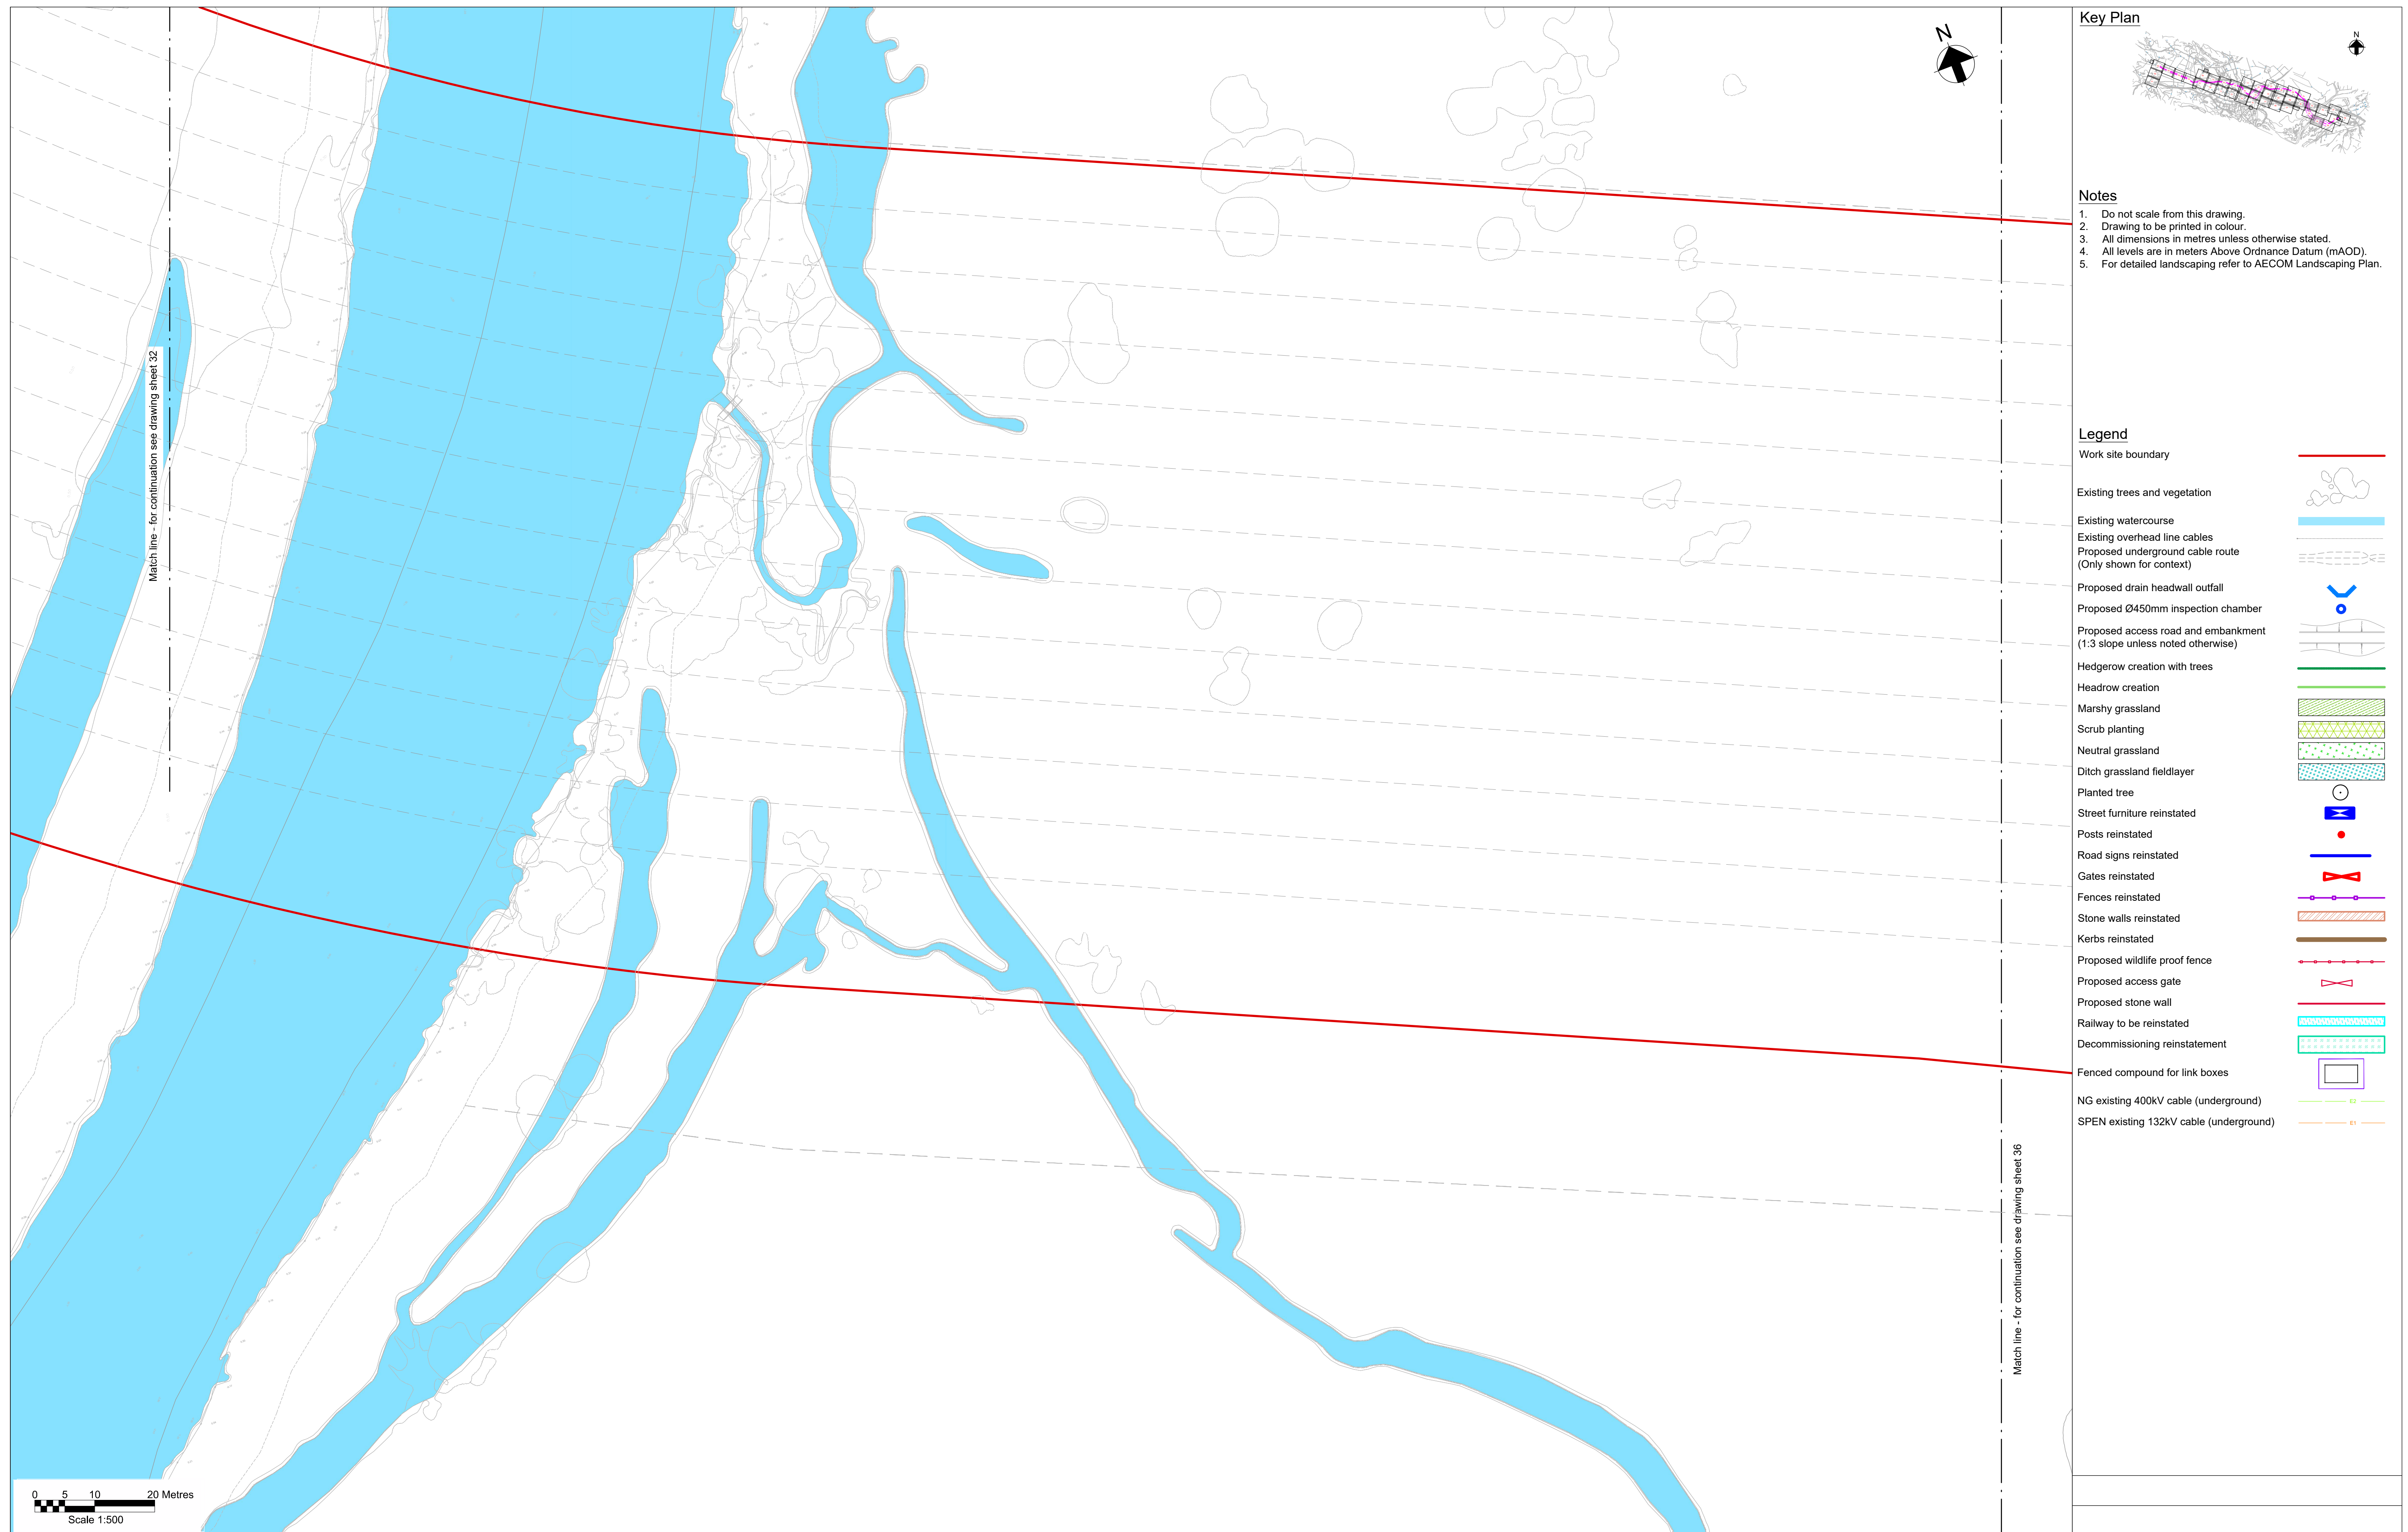 N
Match line - for continuation see drawing sheet 32
Match line - for continuation see drawing sheet 36
0 5 10 20 Metres
Scale 1:500
Key Plan
N
Notes
1. Do not scale from this drawing.
2. Drawing to be printed in colour.
3. All dimensions in metres unless otherwise stated.
4. All levels are in meters Above Ordnance Datum (mAOD).
5. For detailed landscaping refer to AECOM Landscaping Plan.
Legend
Work site boundary
Existing trees and vegetation
Existing watercourse
Existing overhead line cables
Proposed underground cable route
(Only shown for context)
Proposed drain headwall outfall
Proposed Ø450mm inspection chamber
Proposed access road and embankment
(1:3 slope unless noted otherwise)
Hedgerow creation with trees
Headrow creation
Marshy grassland
Scrub planting
Neutral grassland
Ditch grassland fieldlayer
Planted tree
Street furniture reinstated
Posts reinstated
Road signs reinstated
Gates reinstated
Fences reinstated
Stone walls reinstated
Kerbs reinstated
Proposed wildlife proof fence
Proposed access gate
Proposed stone wall
Railway to be reinstated
Decommissioning reinstatement
Fenced compound for link boxes
NG existing 400kV cable (underground)
SPEN existing 132kV cable (underground)